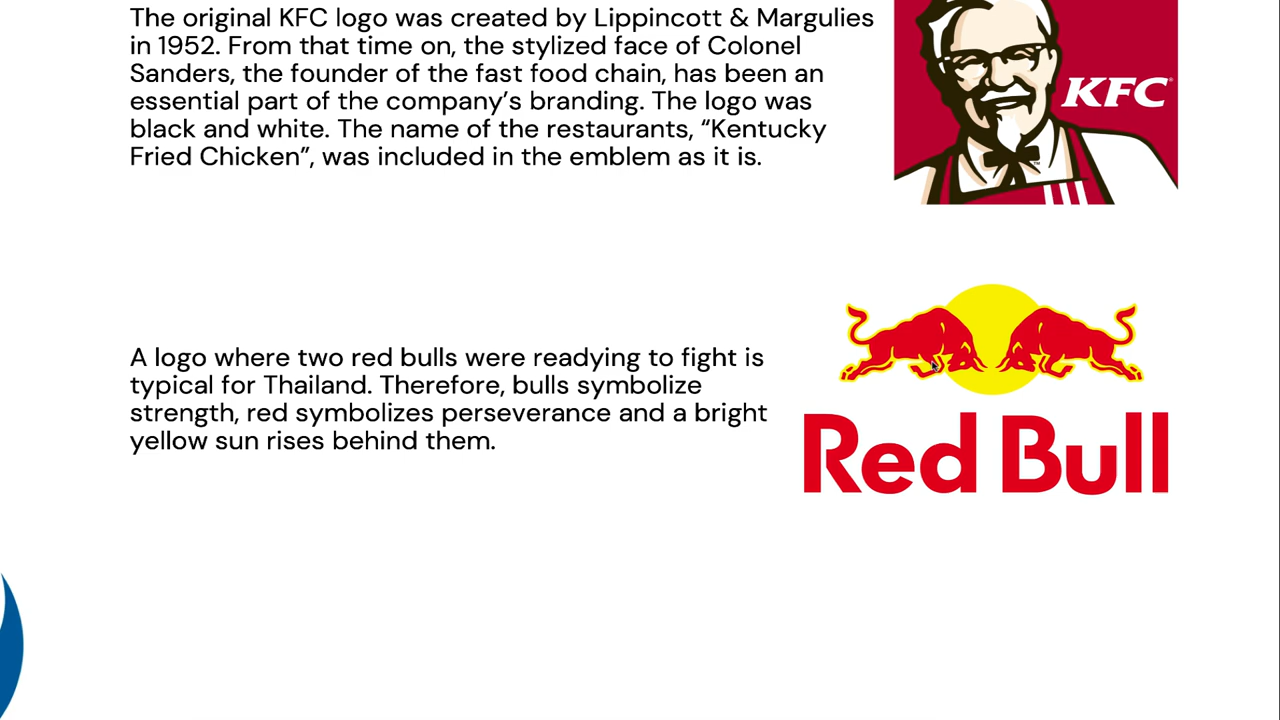 The original KFC logo was created by Lippincott & Margulies
in 1952. From that time on, the stylized face of Colonel
Sanders, the founder of the fast food chain, has been an
essential part of the company’s branding. The logo was
black and white. The name of the restaurants, “Kentucky
Fried Chicken”, was included in the emblem as it is.
KFC
A logo where two red bulls were readying to fight is
typical for Thailand. Therefore, bulls symbolize
strength, red symbolizes perseverance and a bright
yellow sun rises behind them.
Red Bull